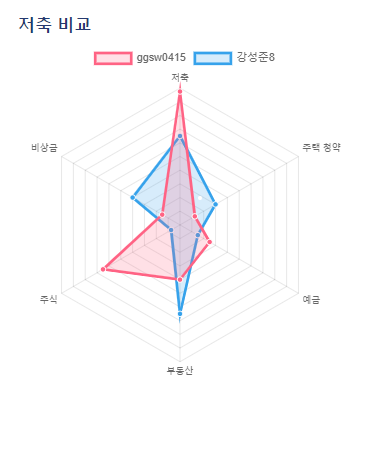 저축 비교
ggsw0415 강성준8
저축
비상금 주택 청약
주식 예금
부동산